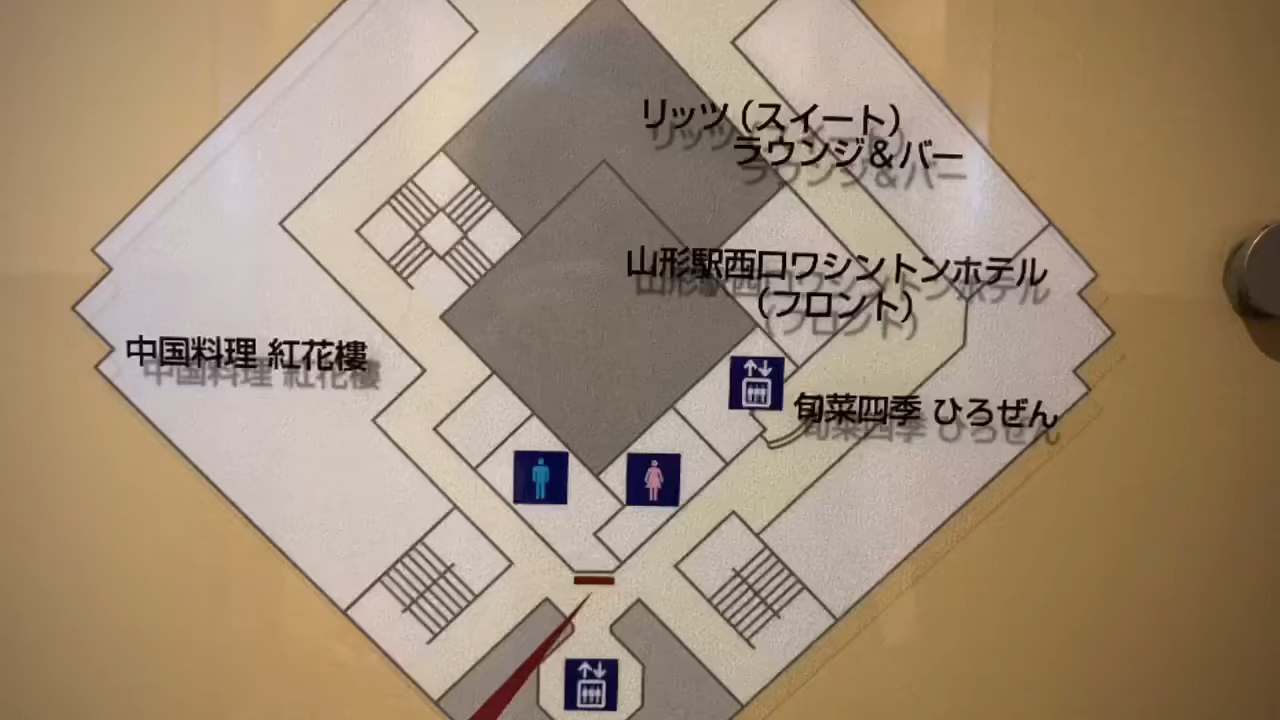 リッツ（スイート）
ラウンジ＆バー
山形駅西口ワシントンホテル
（フロント）
中国料理 紅花樓
旬菜四季 ひろぜん